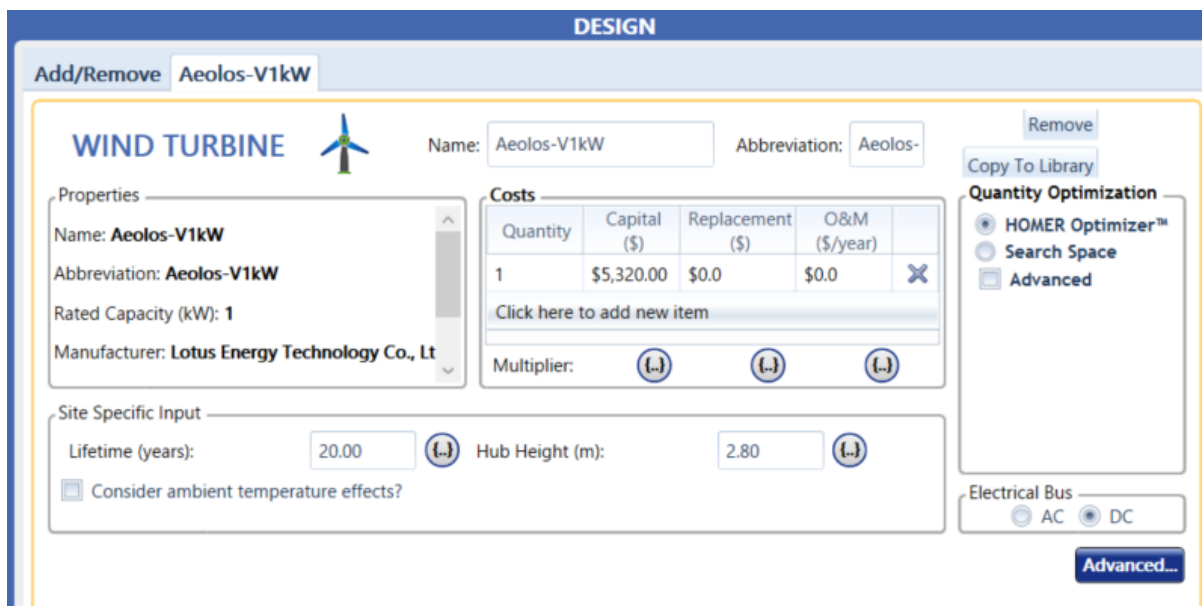 DESIGN
Add/Remove Aeolos-V1kW
WIND TURBINE Name: Aeolos-V1kW Abbreviation: Aeolos-
Remove
Copy To Library
Properties
Name: Aeolos-V1kW
Abbreviation: Aeolos-V1kW
Rated Capacity (kW): 1
Manufacturer: Lotus Energy Technology Co., Lt
Costs
Quantity Capital ($) Replacement ($) O&M ($/year)
1 $5,320.00 $0.0 $0.0
Click here to add new item
Multiplier: {..} {..} {..}
Quantity Optimization
HOMER Optimizer™
Search Space
Advanced
Site Specific Input
Lifetime (years): 20.00 {..} Hub Height (m): 2.80 {..}
Consider ambient temperature effects?
Electrical Bus
AC DC
Advanced...